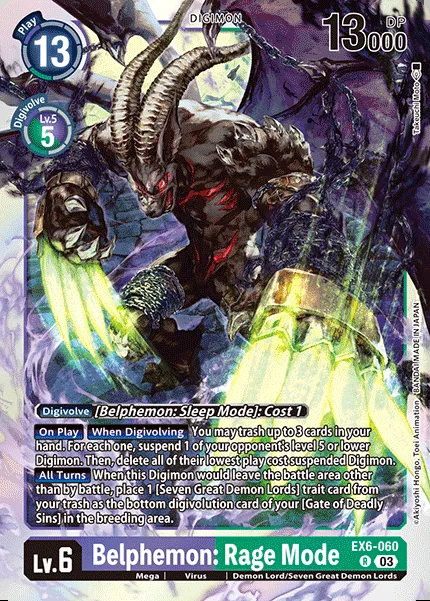 Play
13
DIGIMON
13000
DP
Digivolve
Lv.5
5
Takeuchi Moto
Digivolve [Belphemon: Sleep Mode]: Cost 1
On Play When Digivolving You may trash up to 3 cards in your
hand. For each one, suspend 1 of your opponent's level 5 or lower
Digimon. Then, delete all of their lowest play cost suspended Digimon.
All Turns When this Digimon would leave the battle area other
than by battle, place 1 [Seven Great Demon Lords] trait card from
your trash as the bottom digivolution card of your [Gate of Deadly
Sins] in the breeding area.
©Akiyoshi Hongo, Toei Animation BANDAI MADE IN JAPAN
Lv.6
Belphemon: Rage Mode
EX6-060
R 03
Mega Virus Demon Lord/Seven Great Demon Lords